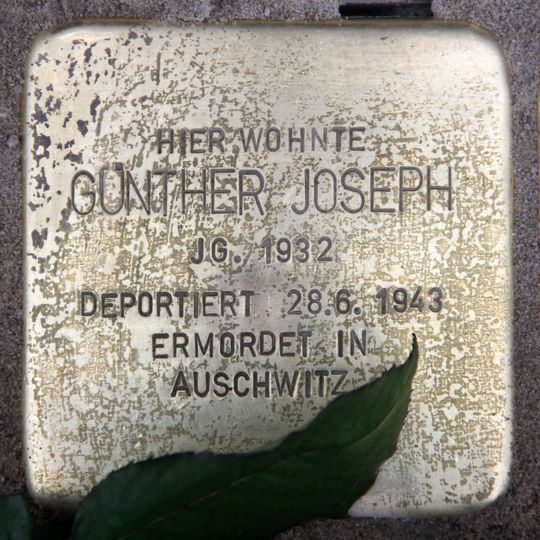 HIER WOHNTE
GÜNTHER JOSEPH
JG. 1932
DEPORTIERT 28.6.1943
ERMORDET IN
AUSCHWITZ